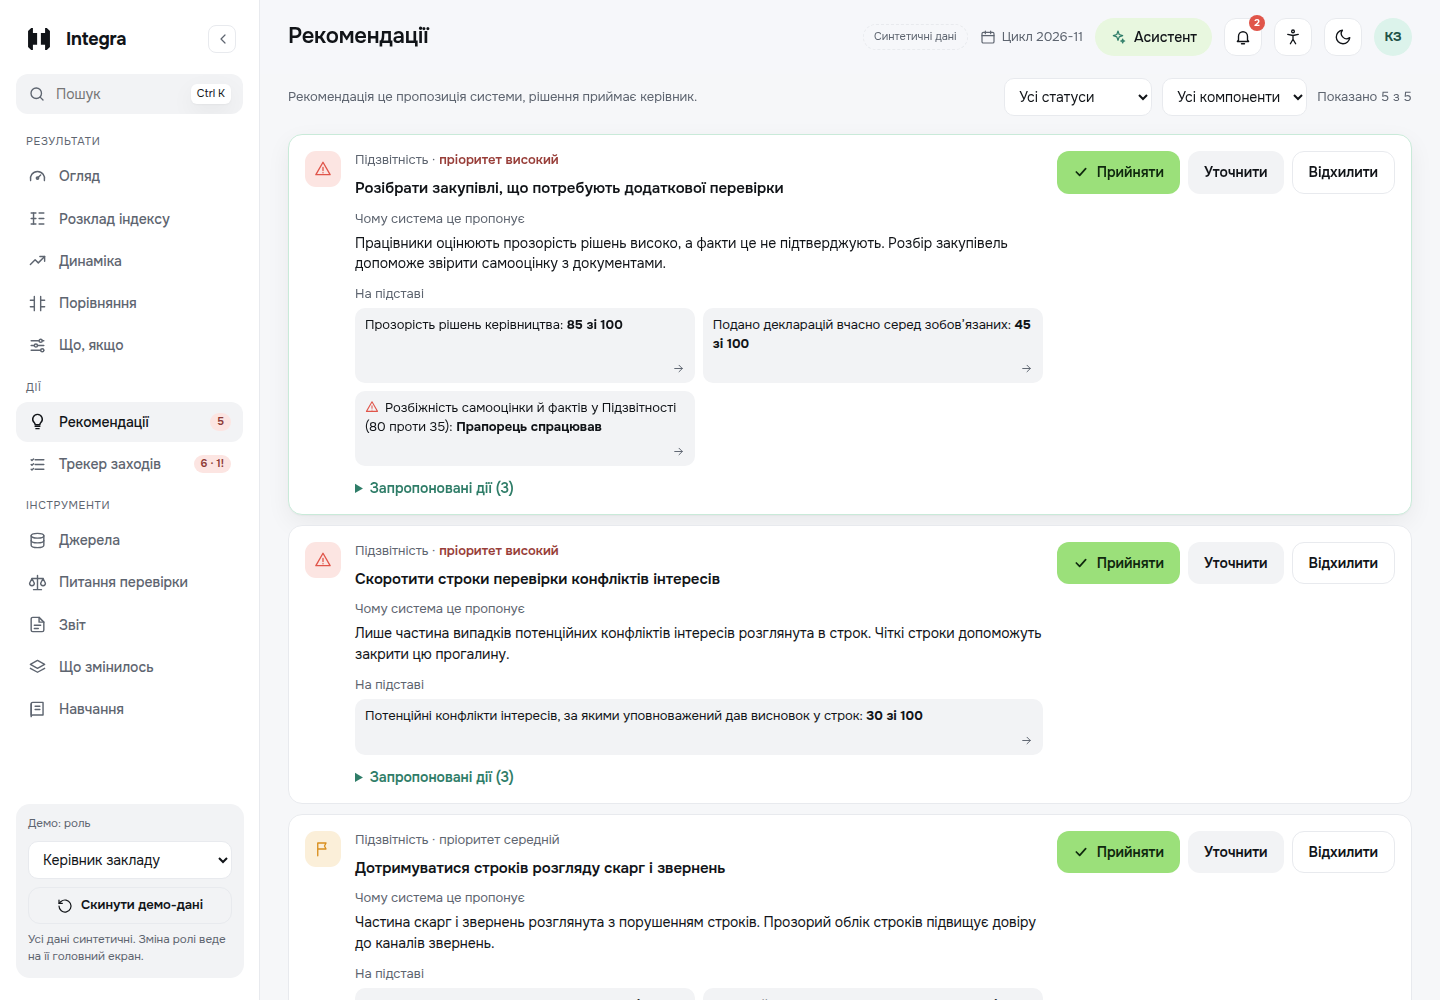 Integra
Пошук
Ctrl K
РЕЗУЛЬТАТИ
Огляд
Розклад індексу
Динаміка
Порівняння
Що, якщо
ДІЇ
Рекомендації 5
Трекер заходів 6 · 1!
ІНСТРУМЕНТИ
Джерела
Питання перевірки
Звіт
Що змінилось
Навчання
Демо: роль
Керівник закладу
Скинути демо-дані
Усі дані синтетичні. Зміна ролі веде
на її головний екран.
Рекомендації
Синтетичні дані
Цикл 2026-11
Асистент
2
КЗ
Рекомендація це пропозиція системи, рішення приймає керівник.
Усі статуси
Усі компоненти
Показано 5 з 5
Підзвітність · пріоритет високий
Розібрати закупівлі, що потребують додаткової перевірки
Прийняти
Уточнити
Відхилити
Чому система це пропонує
Працівники оцінюють прозорість рішень високо, а факти це не підтверджують. Розбір закупівель
допоможе звірити самооцінку з документами.
На підставі
Прозорість рішень керівництва: 85 зі 100
→
Подано декларацій вчасно серед зобов’язаних: 45
зі 100
→
Розбіжність самооцінки й фактів у Підзвітності
(80 проти 35): Прапорець спрацював
→
Запропоновані дії (3)
Підзвітність · пріоритет високий
Скоротити строки перевірки конфліктів інтересів
Прийняти
Уточнити
Відхилити
Чому система це пропонує
Лише частина випадків потенційних конфліктів інтересів розглянута в строк. Чіткі строки допоможуть
закрити цю прогалину.
На підставі
Потенційні конфлікти інтересів, за якими уповноважений дав висновок у строк: 30 зі 100
→
Запропоновані дії (3)
Підзвітність · пріоритет середній
Дотримуватися строків розгляду скарг і звернень
Прийняти
Уточнити
Відхилити
Чому система це пропонує
Частина скарг і звернень розглянута з порушенням строків. Прозорий облік строків підвищує довіру
до каналів звернень.
На підставі